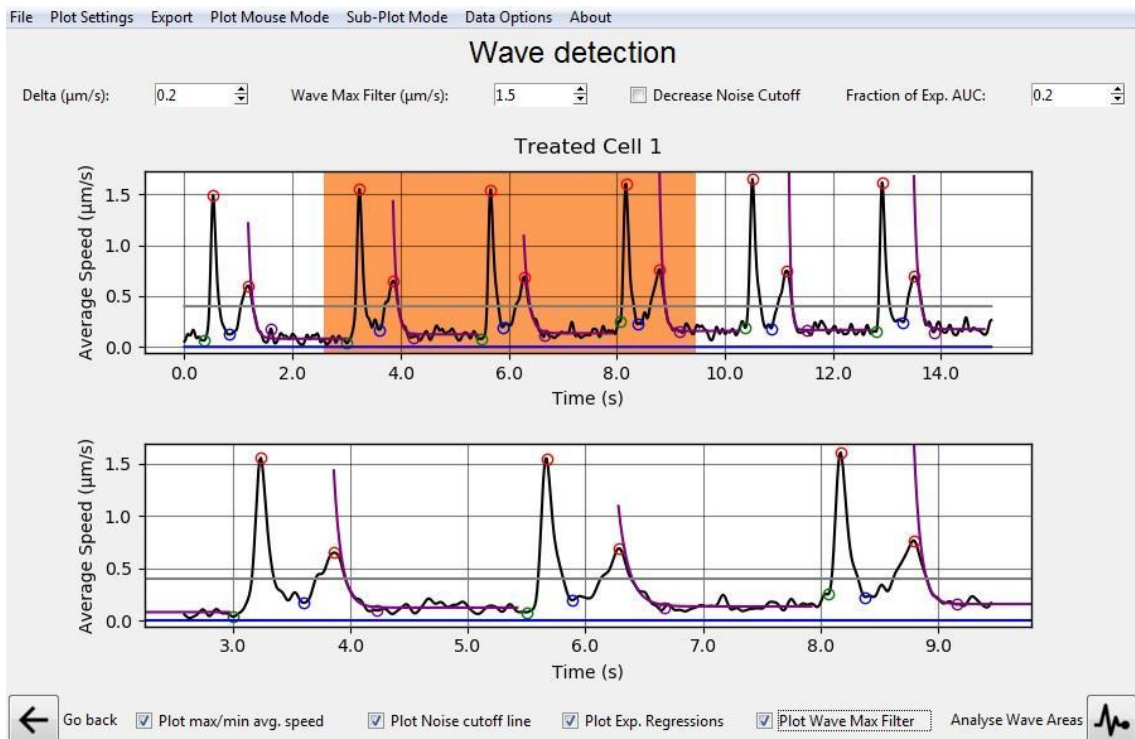 File Plot Settings Export Plot Mouse Mode Sub-Plot Mode Data Options About
Wave detection
Delta (µm/s): 0.2 Wave Max Filter (µm/s): 1.5 Decrease Noise Cutoff Fraction of Exp. AUC: 0.2
Treated Cell 1
Average Speed (µm/s)
1.5
1.0
0.5
0.0
0.0 2.0 4.0 6.0 8.0 10.0 12.0 14.0
Time (s)
Average Speed (µm/s)
1.5
1.0
0.5
0.0
3.0 4.0 5.0 6.0 7.0 8.0 9.0
Time (s)
Go back Plot max/min avg. speed Plot Noise cutoff line Plot Exp. Regressions Plot Wave Max Filter Analyse Wave Areas